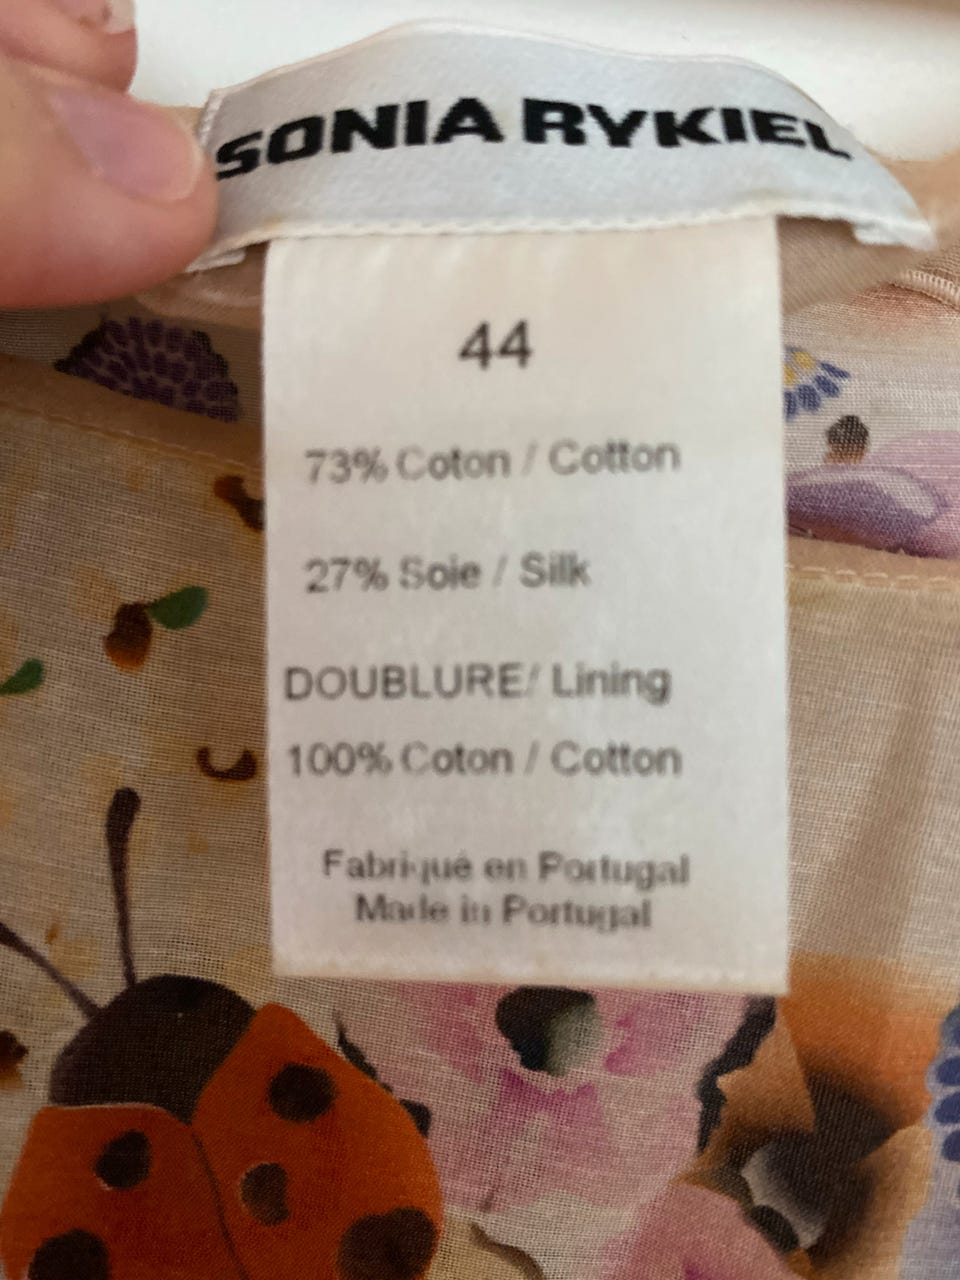 SONIA RYKIEL
44
73% Coton / Cotton
27% Soie / Silk
DOUBLURE/ Lining
100% Coton / Cotton
Fabriqué en Portugal
Made in Portugal